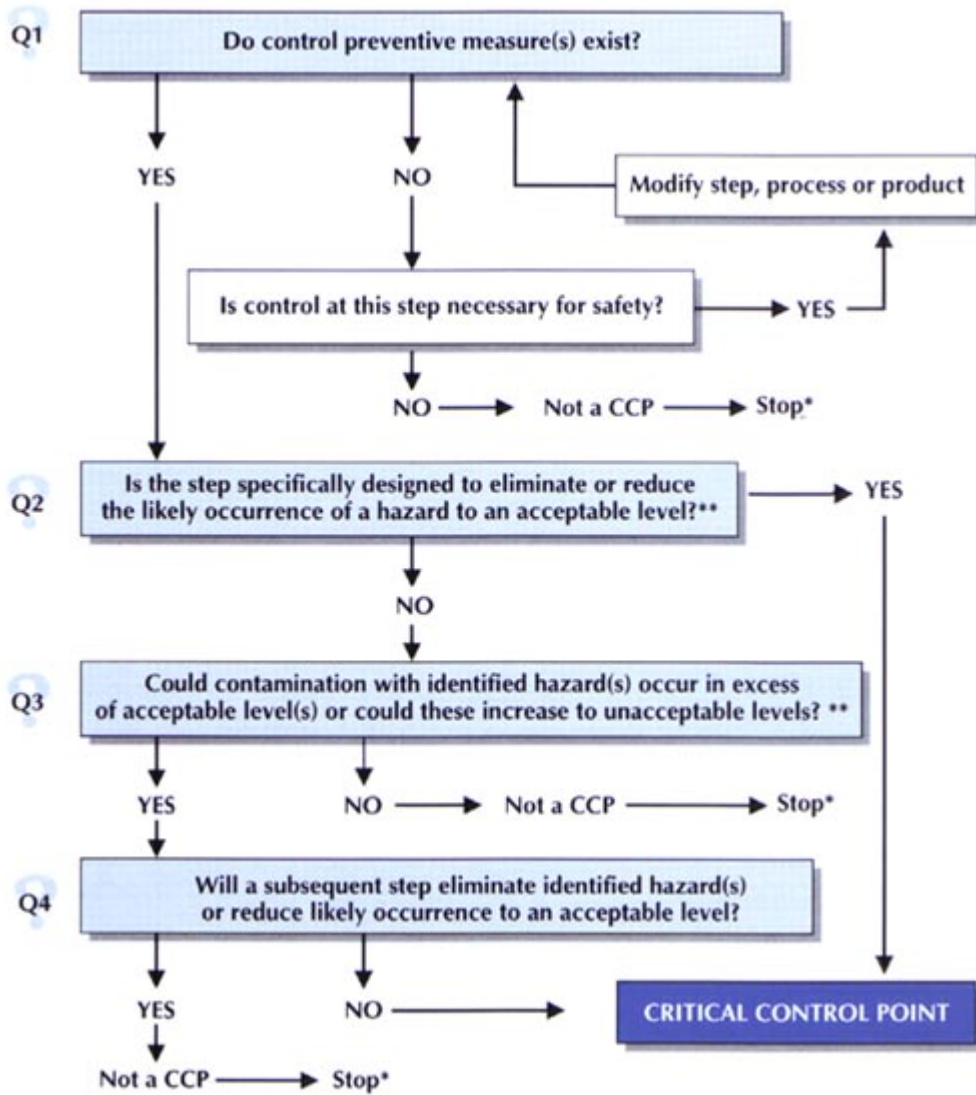 Q1
Do control preventive measure(s) exist?
YES
NO
Modify step, process or product
Is control at this step necessary for safety?
YES
NO
Not a CCP
Stop*
Q2
Is the step specifically designed to eliminate or reduce
the likely occurrence of a hazard to an acceptable level?**
YES
NO
Q3
Could contamination with identified hazard(s) occur in excess
of acceptable level(s) or could these increase to unacceptable levels? **
YES
NO
Not a CCP
Stop*
Q4
Will a subsequent step eliminate identified hazard(s)
or reduce likely occurrence to an acceptable level?
YES
NO
CRITICAL CONTROL POINT
Not a CCP
Stop*